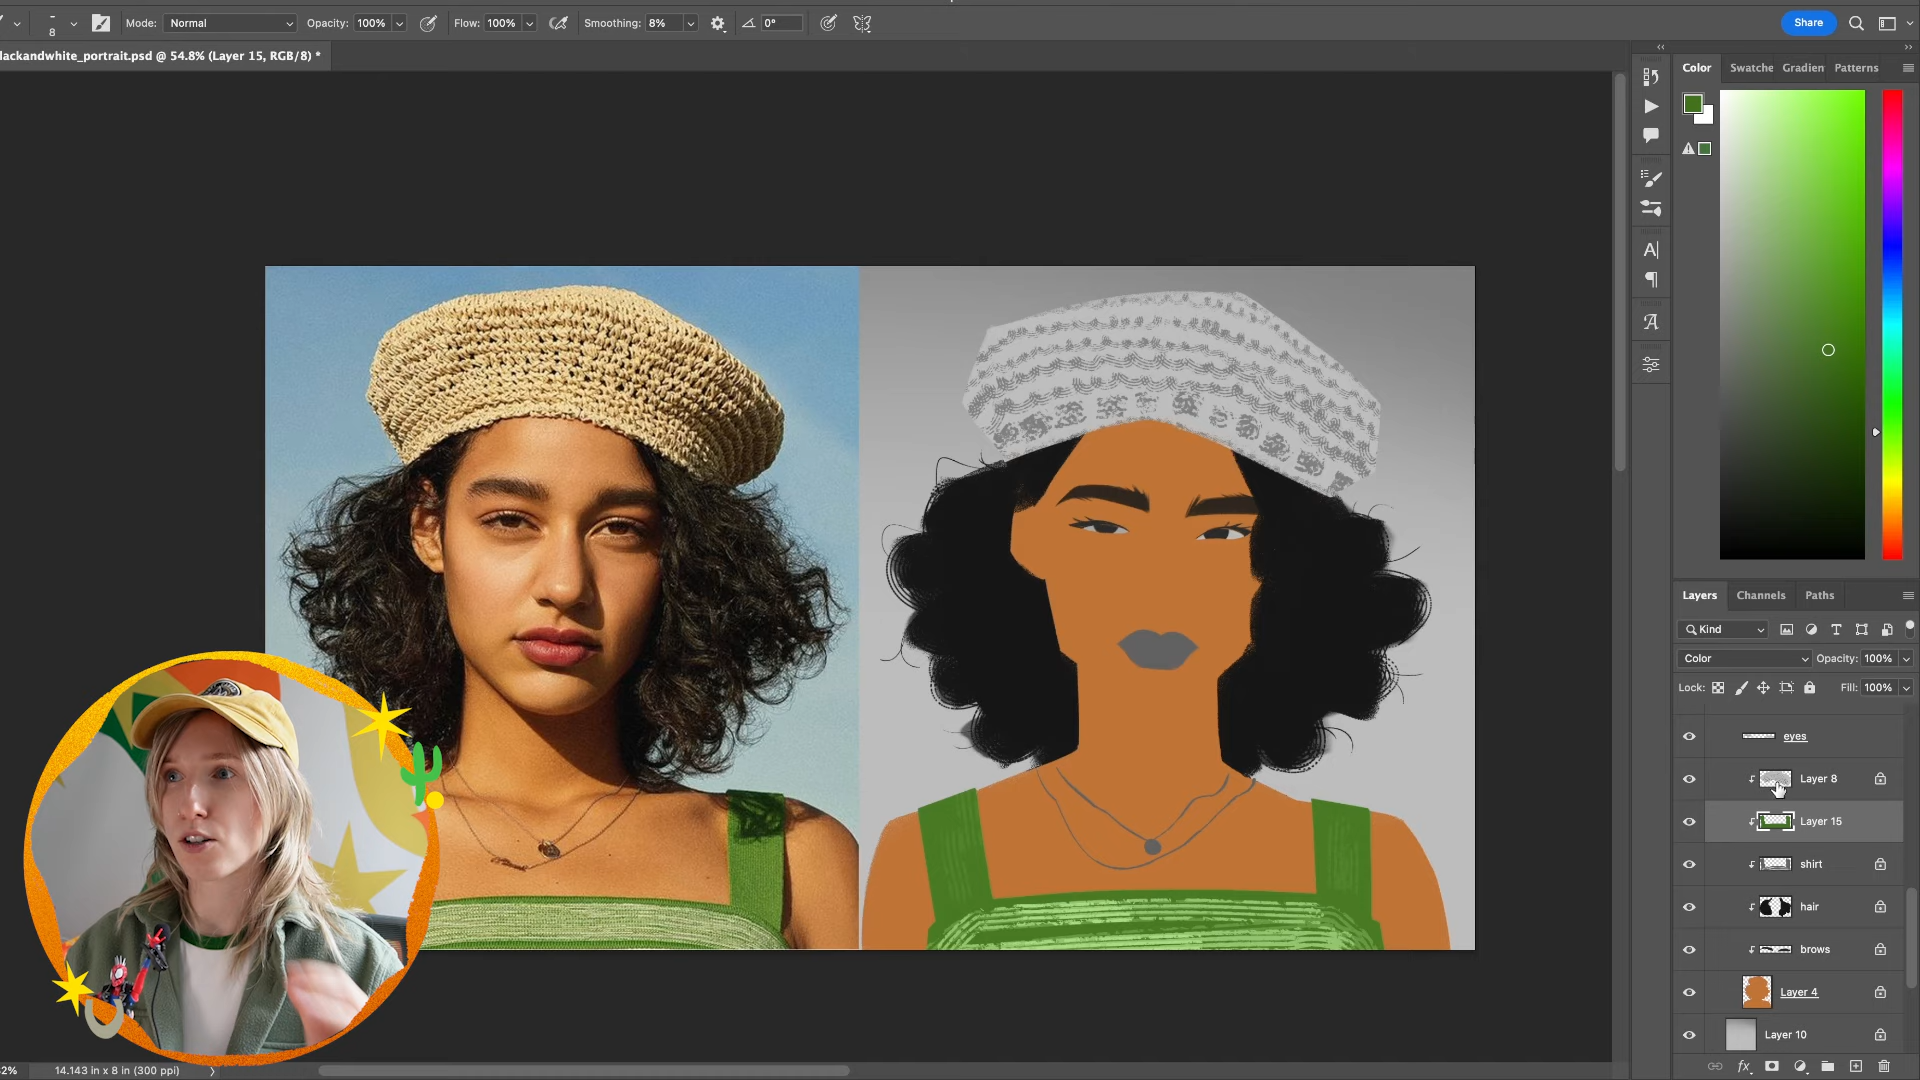 8
Mode: Normal
Opacity: 100%
Flow: 100%
Smoothing: 8%
0°
Share
lackandwhite_portrait.psd @ 54.8% (Layer 15, RGB/8) *
Color
Swatche
Gradien
Patterns
Layers
Channels
Paths
Kind
Color
Opacity: 100%
Lock:
Fill: 100%
eyes
Layer 8
Layer 15
shirt
hair
brows
Layer 4
Layer 10
2%
14.143 in x 8 in (300 ppi)